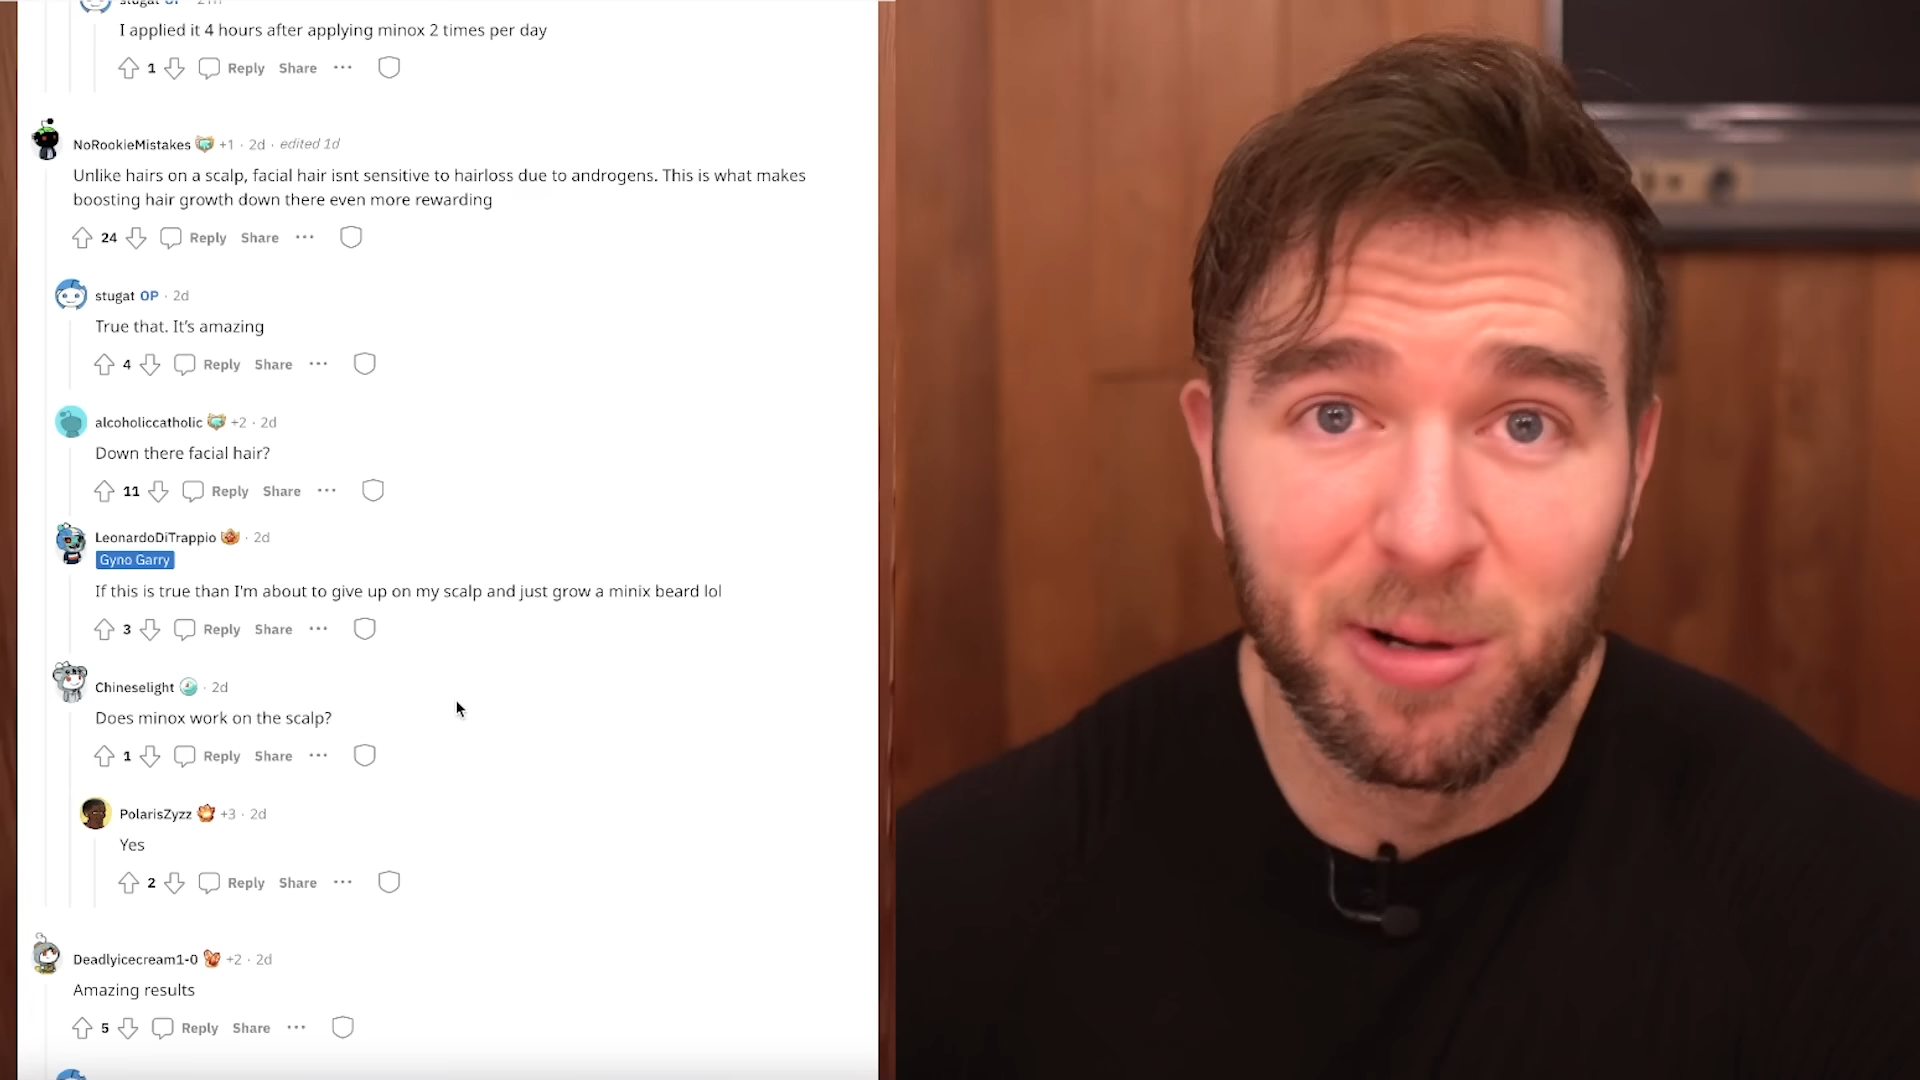 stugat OP · 21h
I applied it 4 hours after applying minox 2 times per day
1 Reply Share ···
NoRookieMistakes +1 · 2d · edited 1d
Unlike hairs on a scalp, facial hair isnt sensitive to hairloss due to androgens. This is what makes
boosting hair growth down there even more rewarding
24 Reply Share ···
stugat OP · 2d
True that. It’s amazing
4 Reply Share ···
alcoholiccatholic +2 · 2d
Down there facial hair?
11 Reply Share ···
LeonardoDiTrappio · 2d
Gyno Garry
If this is true than I'm about to give up on my scalp and just grow a minix beard lol
3 Reply Share ···
Chineselight · 2d
Does minox work on the scalp?
1 Reply Share ···
PolarisZyzz +3 · 2d
Yes
2 Reply Share ···
Deadlyicecream1-0 +2 · 2d
Amazing results
5 Reply Share ···